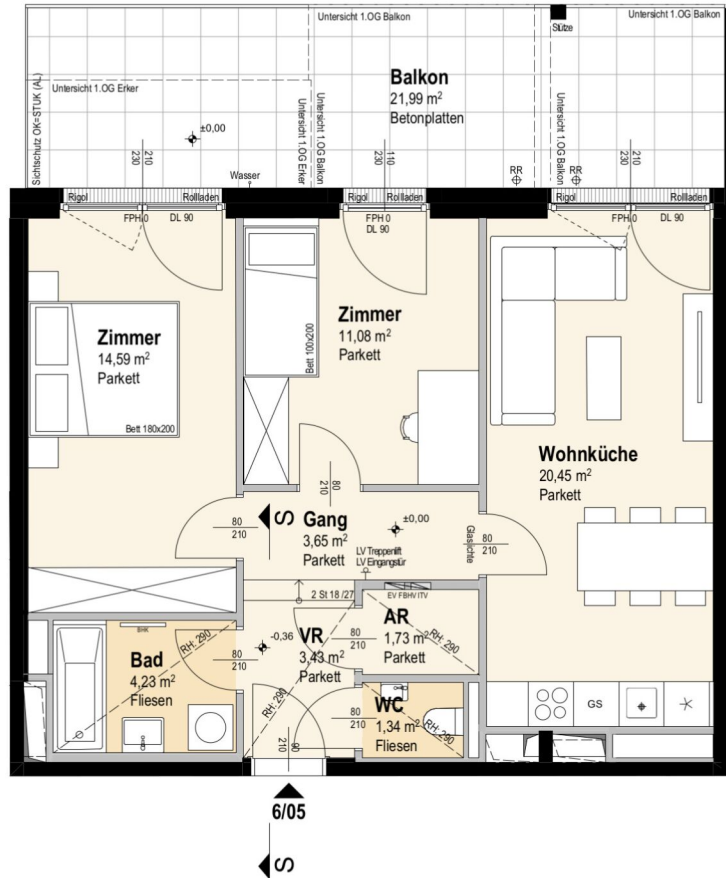 Untersicht 1.OG Balkon
Stütze
Untersicht 1.OG Balkon
Sichtschutz OK=STUK (AL)
Untersicht 1.OG Erker
Untersicht 1.OG Erker
Untersicht 1.OG Balkon
Balkon
21,99 m²
Betonplatten
Untersicht 1.OG Balkon
±0,00
230
210
230
110
230
210
Wasser
RR
RR
Rigol
Rollladen
Rigol
Rollladen
Rigol
Rollladen
FPH 0
DL 90
FPH 0
DL 90
FPH 0
DL 90
Zimmer
14,59 m²
Parkett
Bett 180x200
Zimmer
11,08 m²
Parkett
Bett 100x200
Wohnküche
20,45 m²
Parkett
80
210
80
210
S
Gang
3,65 m²
Parkett
±0,00
Glaslichte
80
210
LV Treppenlift
LV Eingangstür
2 St 18 /27
EV FBHV ITV
BHK
RH: 290
Bad
4,23 m²
Fliesen
80
210
-0,36
VR
3,43 m²
Parkett
RH: 290
80
210
AR
1,73 m²
Parkett
RH: 290
80
210
WC
1,34 m²
Fliesen
RH: 290
GS
90
210
6/05
S